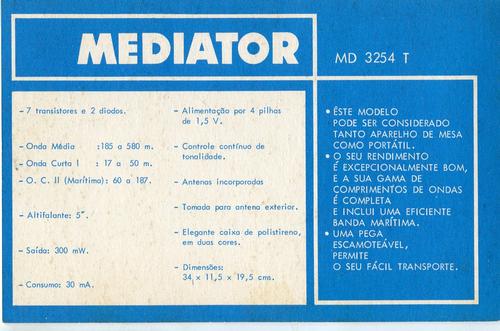 MEDIATOR
MD 3254 T
- 7 transistores e 2 diodos.
- Onda Média : 185 a 580 m.
- Onda Curta I : 17 a 50 m.
- O. C. II (Marítima): 60 a 187.
- Altifalante: 5".
- Saída: 300 mW.
- Consumo: 30 mA.
- Alimentação por 4 pilhas
de 1,5 V.
- Controle contínuo de
tonalidade.
- Antenas incorporadas
- Tomada para antena exterior.
- Elegante caixa de polistireno,
em duas cores.
- Dimensões:
34 × 11,5 × 19,5 cms.
• ÊSTE MODELO
PODE SER CONSIDERADO
TANTO APARELHO DE MESA
COMO PORTÁTIL.
• O SEU RENDIMENTO
É EXCEPCIONALMENTE BOM,
E A SUA GAMA DE
COMPRIMENTOS DE ONDAS
É COMPLETA
E INCLUI UMA EFICIENTE
BANDA MARÍTIMA.
• UMA PEGA
ESCAMOTEÁVEL,
PERMITE
O SEU FÁCIL TRANSPORTE.